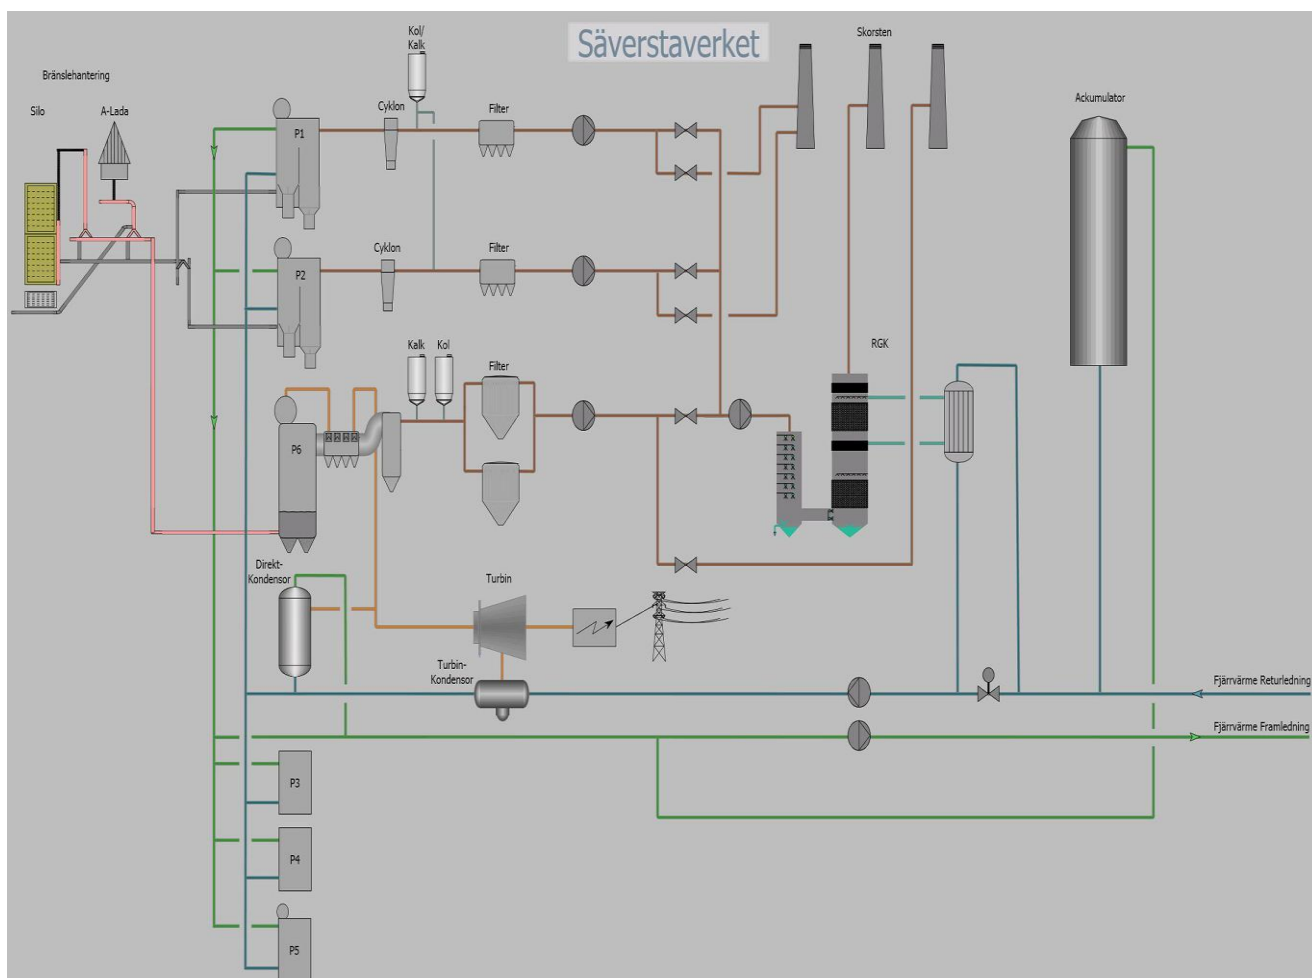 Säverstaverket
Kol/
Kalk
Skorsten
Bränslehantering
Silo
A-Lada
Cyklon
Filter
Ackumulator
P1
Cyklon
Filter
P2
Kalk
Kol
Filter
RGK
P6
Direkt-
Kondensor
Turbin
Turbin-
Kondensor
Fjärrvärme Returledning
Fjärrvärme Framledning
P3
P4
P5